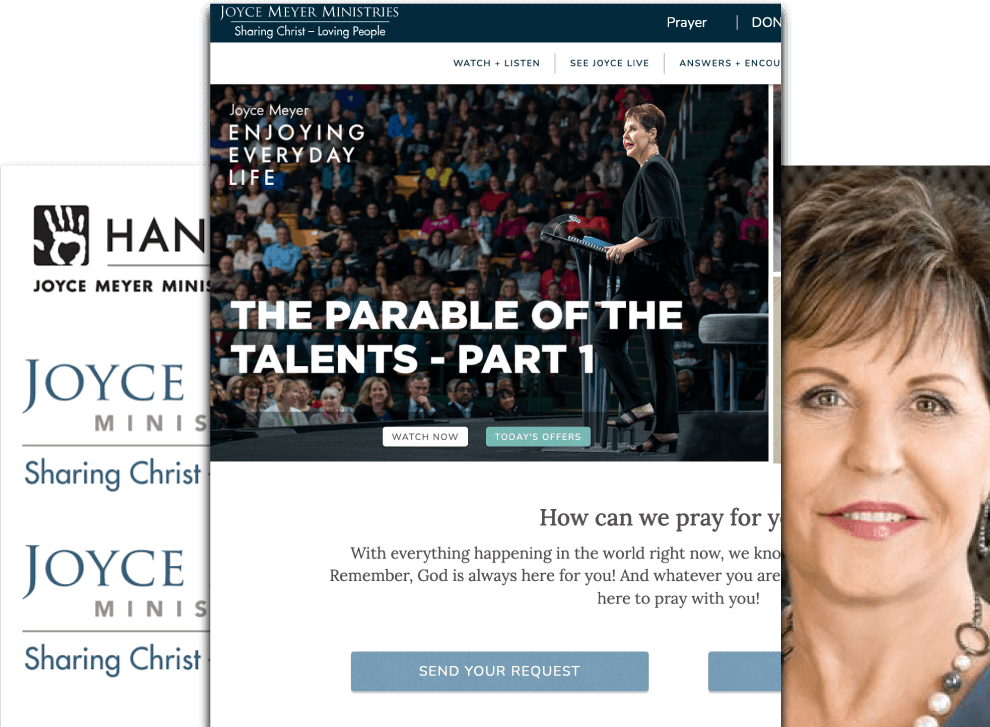 JOYCE MEYER MINISTRIES
Sharing Christ – Loving People
Prayer | DON
WATCH + LISTEN
SEE JOYCE LIVE
ANSWERS + ENCOU
Joyce Meyer
ENJOYING
EVERYDAY
LIFE
THE PARABLE OF THE
TALENTS - PART 1
WATCH NOW
TODAY'S OFFERS
How can we pray for y
With everything happening in the world right now, we kno
Remember, God is always here for you! And whatever you are
here to pray with you!
SEND YOUR REQUEST
HAN
JOYCE MEYER MINIS
JOYCE
MINIS
Sharing Christ -
JOYCE
MINIS
Sharing Christ -